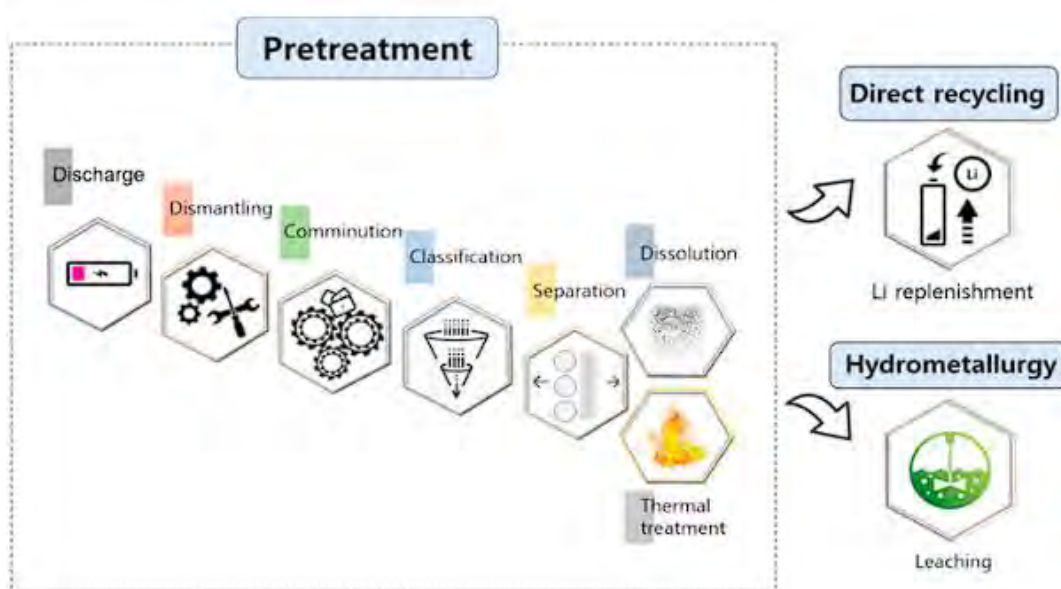 Pretreatment
Discharge
Dismantling
Comminution
Classification
Separation
Dissolution
Thermal
treatment
Direct recycling
Li
Li replenishment
Hydrometallurgy
Leaching